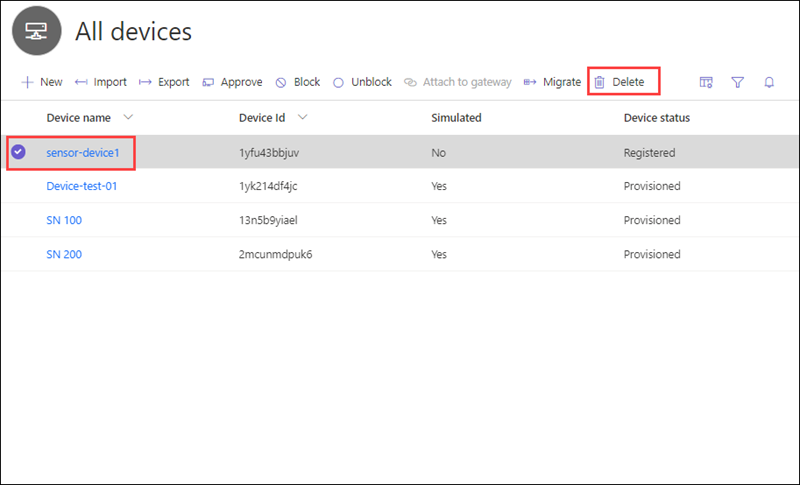 All devices
New Import Export Approve Block Unblock Attach to gateway Migrate Delete
Device name Device Id Simulated Device status
sensor-device1 1yfu43bbjuv No Registered
Device-test-01 1yk214df4jc Yes Provisioned
SN 100 13n5b9yiael Yes Provisioned
SN 200 2mcunmdpuk6 Yes Provisioned